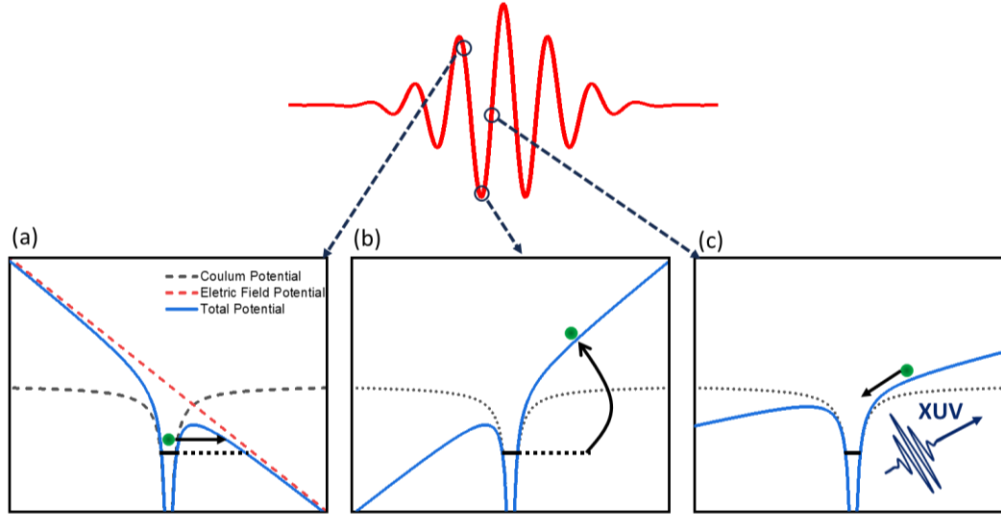 (a)
Coulum Potential
Eletric Field Potential
Total Potential
(b)
(c)
XUV